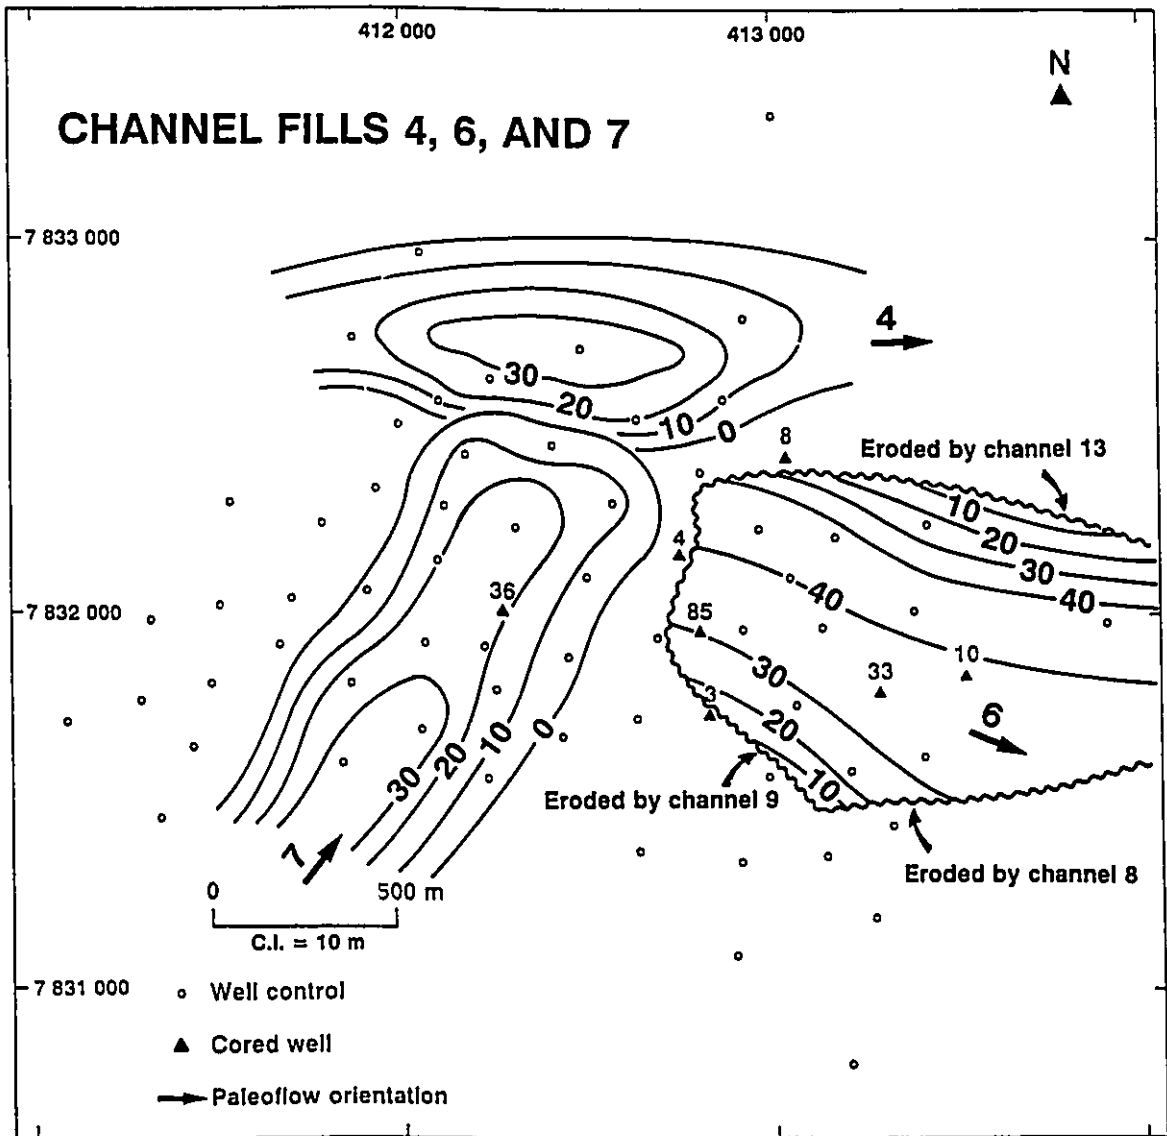 412 000
413 000
N
CHANNEL FILLS 4, 6, AND 7
7 833 000
4
30
20
10
0
8
Eroded by channel 13
10
20
30
40
4
36
40
7 832 000
85
30
33
10
3
20
6
10
0
10
20
30
Eroded by channel 9
7
Eroded by channel 8
0
500 m
C.I. = 10 m
7 831 000
Well control
Cored well
Paleoflow orientation